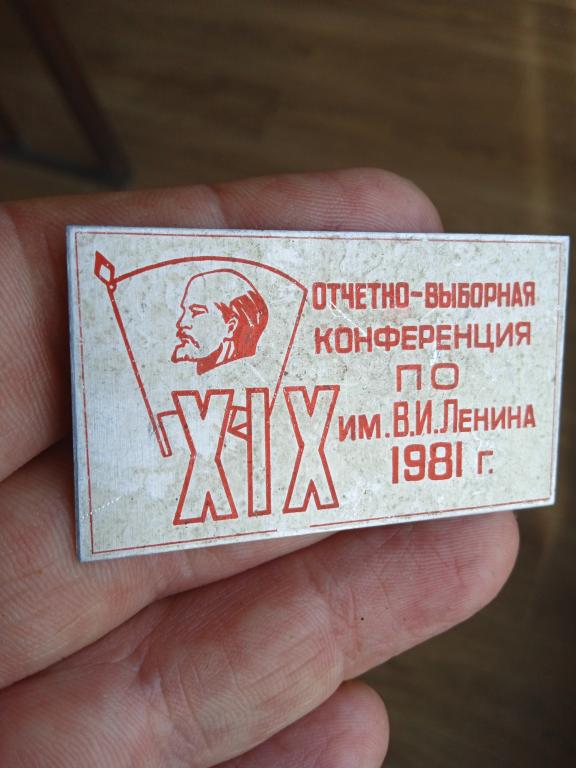 XIX
ОТЧЕТНО-ВЫБОРНАЯ
КОНФЕРЕНЦИЯ
ПО
ИМ. В.И.ЛЕНИНА
1981 Г.